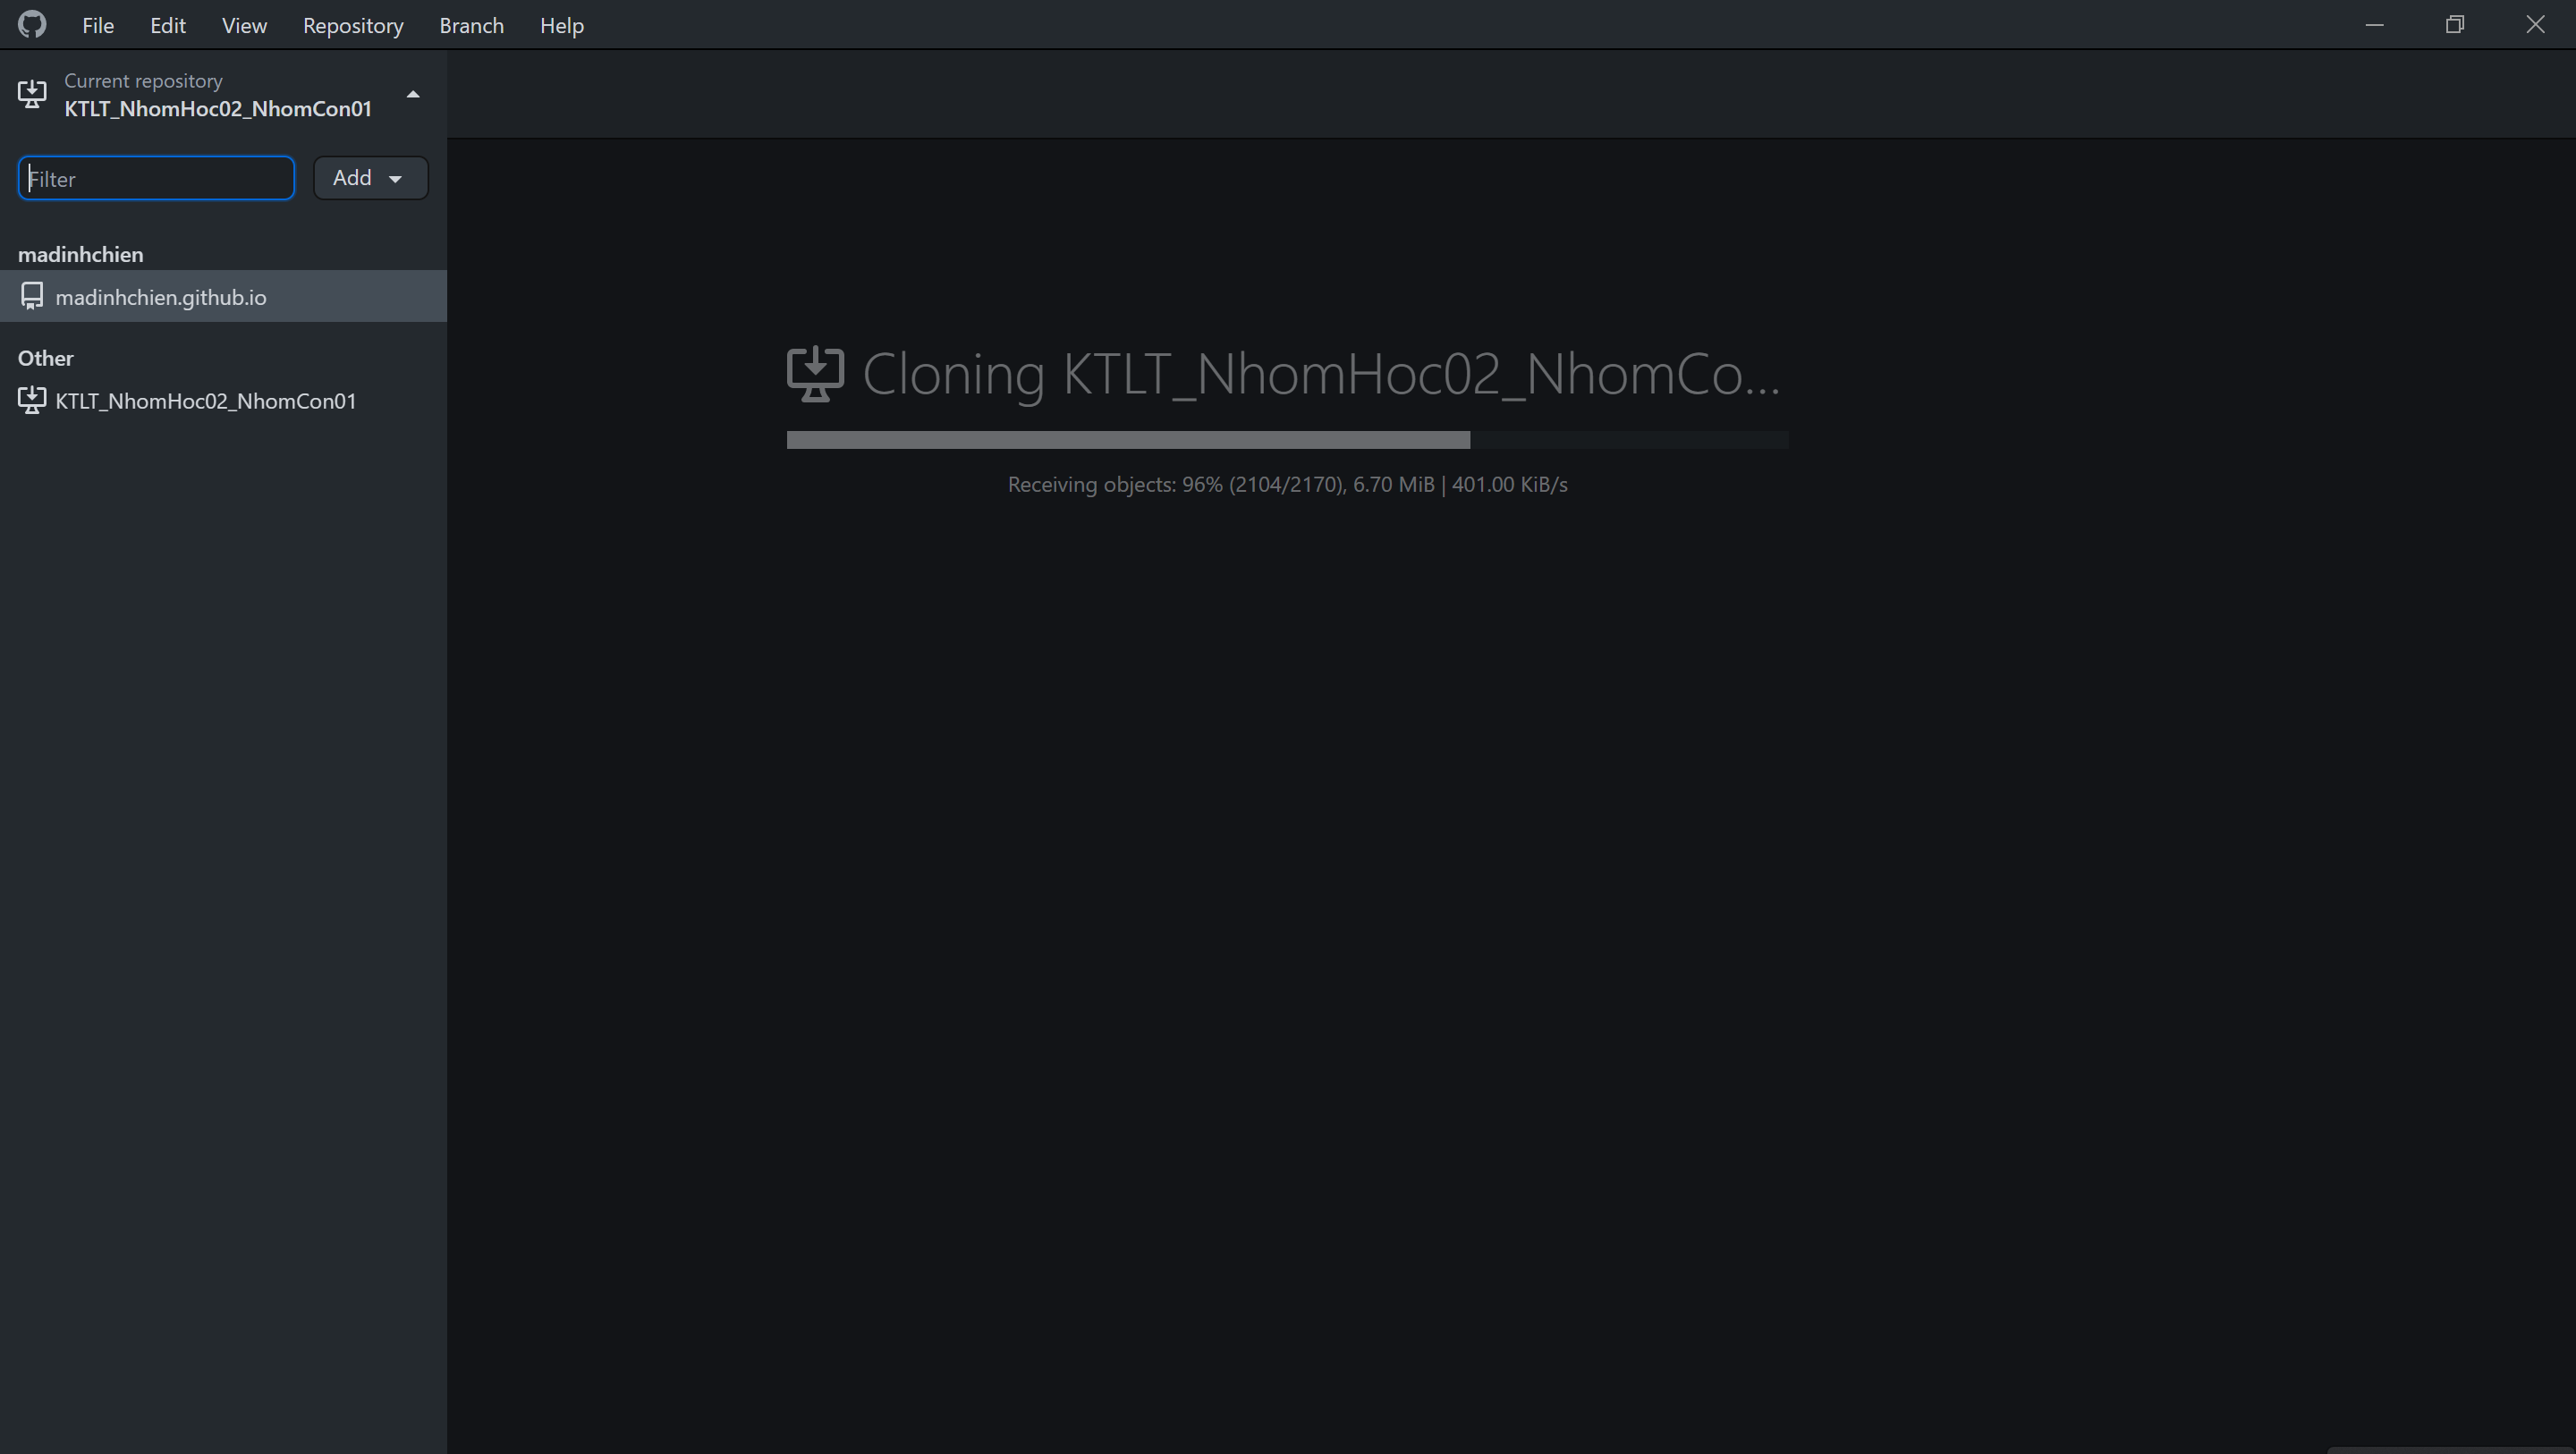 File Edit View Repository Branch Help
Current repository
KTLT_NhomHoc02_NhomCon01
Filter
Add
madinhchien
madinhchien.github.io
Other
KTLT_NhomHoc02_NhomCon01
Cloning KTLT_NhomHoc02_NhomCo...
Receiving objects: 96% (2104/2170), 6.70 MiB | 401.00 KiB/s